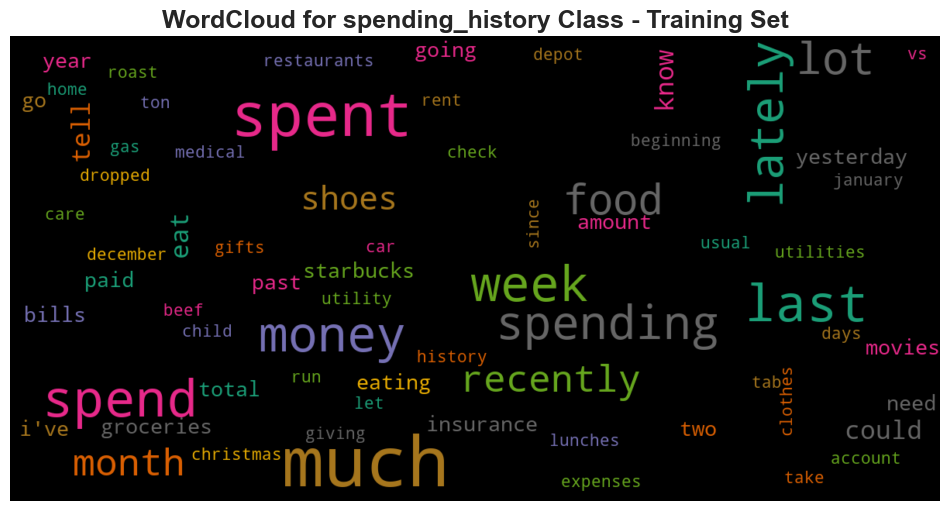 WordCloud for spending_history Class - Training Set
year
roast
restaurants
going
depot
know
lately
lot
vs
home
go
ton
spent
rent
tell
gas
medical
check
beginning
yesterday
january
dropped
shoes
food
care
eat
since
amount
december
gifts
car
usual
utilities
paid
past
starbucks
week
last
utility
bills
beef
child
money
spending
days
movies
history
spend
total
run
eating
recently
tab
clothes
let
need
i've
groceries
giving
insurance
lunches
two
could
month
christmas
much
expenses
account
take